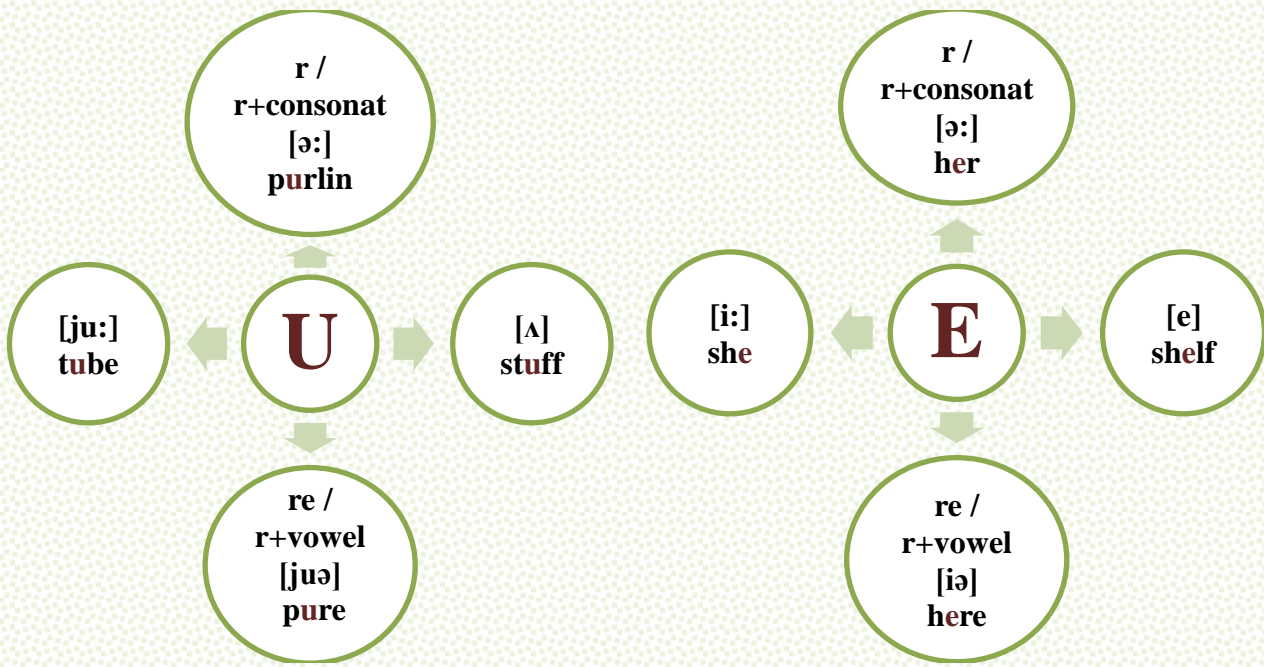 r /
r+consonat
[ə:]
purlin
[ju:]
tube
U
[ʌ]
stuff
re /
r+vowel
[juə]
pure
r /
r+consonat
[ə:]
her
[i:]
she
E
[e]
shelf
re /
r+vowel
[iə]
here